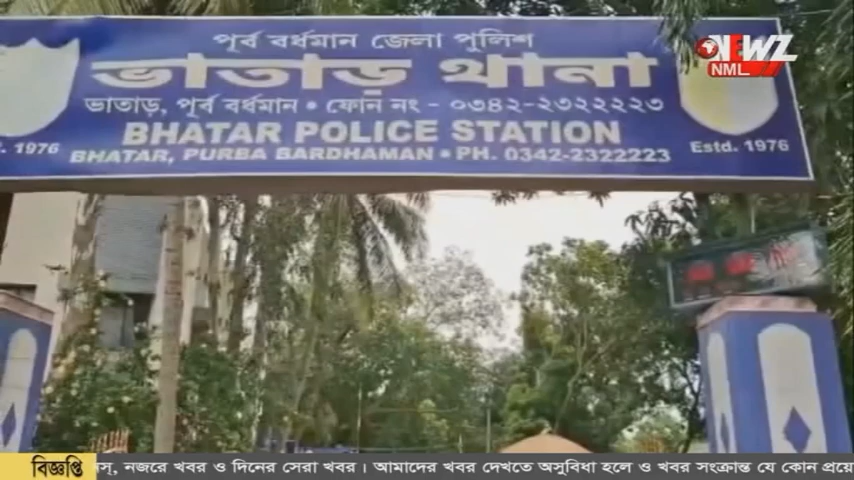 পূর্ব বর্ধমান জেলা পুলিশ
ভাতাড় থানা
ভাতাড়, পূর্ব বর্ধমান • ফোন নং - ০৩৪২-২৩২২২২৩
BHATAR POLICE STATION
BHATAR, PURBA BARDHAMAN • PH. 0342-2322223
1976
Estd. 1976
NEWZ
NML
বিজ্ঞপ্তি
নজরে খবর ও দিনের সেরা খবর। আমাদের খবর দেখতে অসুবিধা হলে ও খবর সংক্রান্ত যে কোন